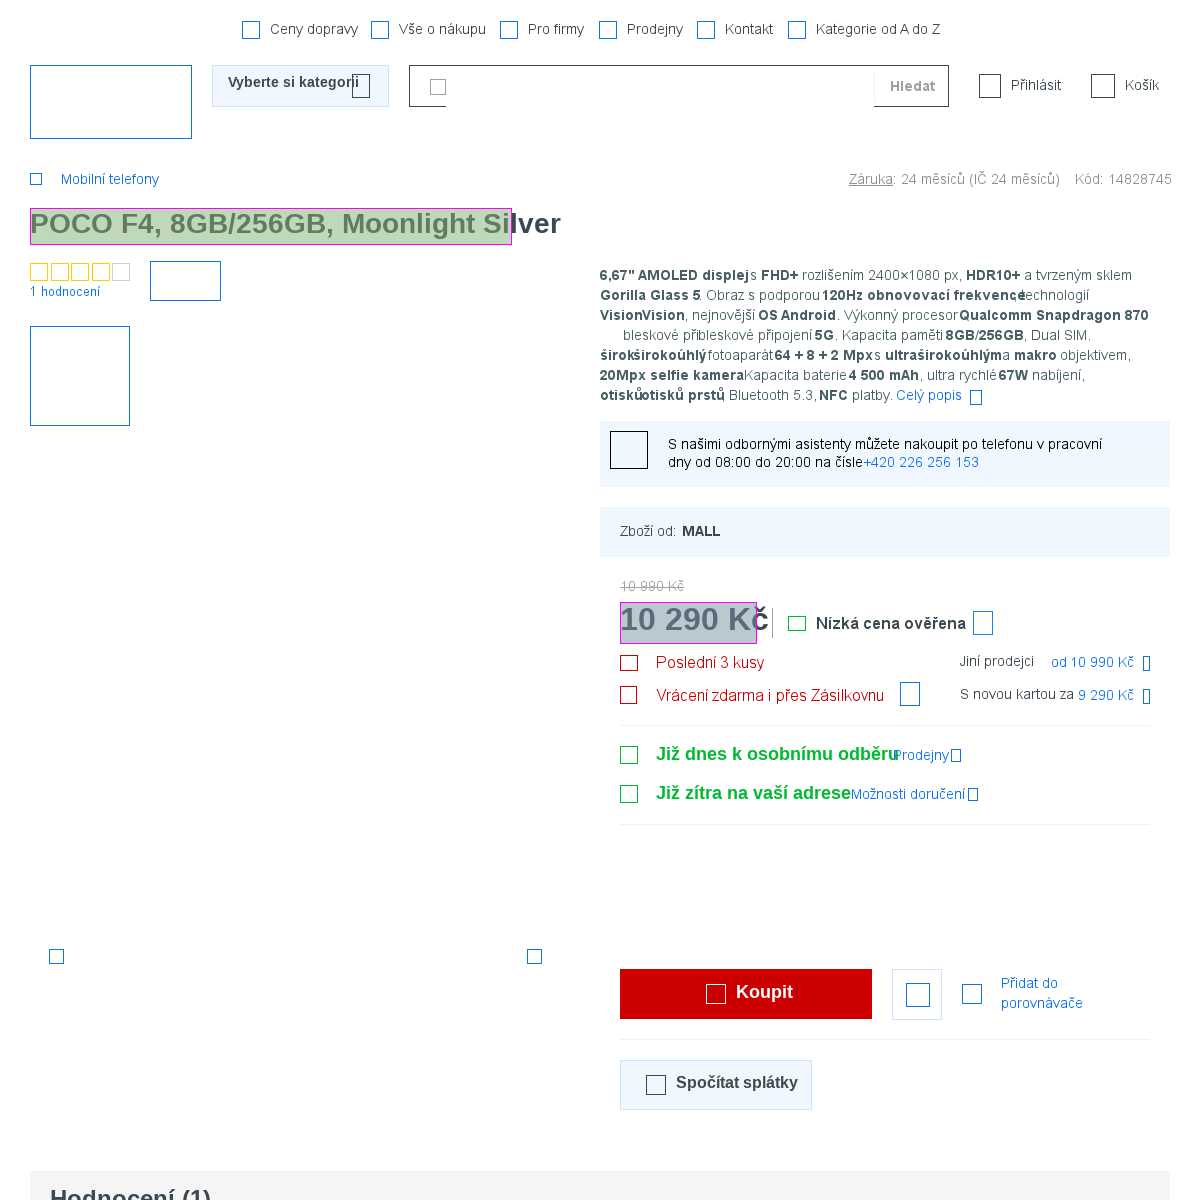 Ceny dopravy Vše o nákupu Pro firmy Prodejny Kontakt Kategorie od A do Z
Vyberte si kategorii Hledat Přihlásit Košík
Mobilní telefony Záruka: 24 měsíců (IČ 24 měsíců) Kód: 14828745
POCO F4, 8GB/256GB, Moonlight Silver
1 hodnocení
6,67" AMOLED displej s FHD+ rozlišením 2400×1080 px, HDR10+ a tvrzeným sklem
Gorilla Glass 5. Obraz s podporou 120Hz obnovovací frekvence, technologií
VisionVision, nejnovější OS Android. Výkonný procesor Qualcomm Snapdragon 870
bleskové připojení 5G. Kapacita paměti 8GB/256GB, Dual SIM.
širokoúhlý fotoaparát 64 + 8 + 2 Mpx s ultraširokoúhlým a makro objektivem,
20Mpx selfie kamera Kapacita baterie 4 500 mAh, ultra rychlé 67W nabíjení,
otisků prstů, Bluetooth 5.3, NFC platby. Celý popis
S našimi odbornými asistenty můžete nakoupit po telefonu v pracovní
dny od 08:00 do 20:00 na čísle +420 226 256 153
Zboží od: MALL
10 990 Kč
10 290 Kč Nízká cena ověřena
Poslední 3 kusy Jiní prodejci od 10 990 Kč
Vrácení zdarma i přes Zásilkovnu S novou kartou za 9 290 Kč
Již dnes k osobnímu odběru Prodejny
Již zítra na vaší adrese Možnosti doručení
Koupit Přidat do
porovnávače
Spočítat splátky
Hodnocení (1)